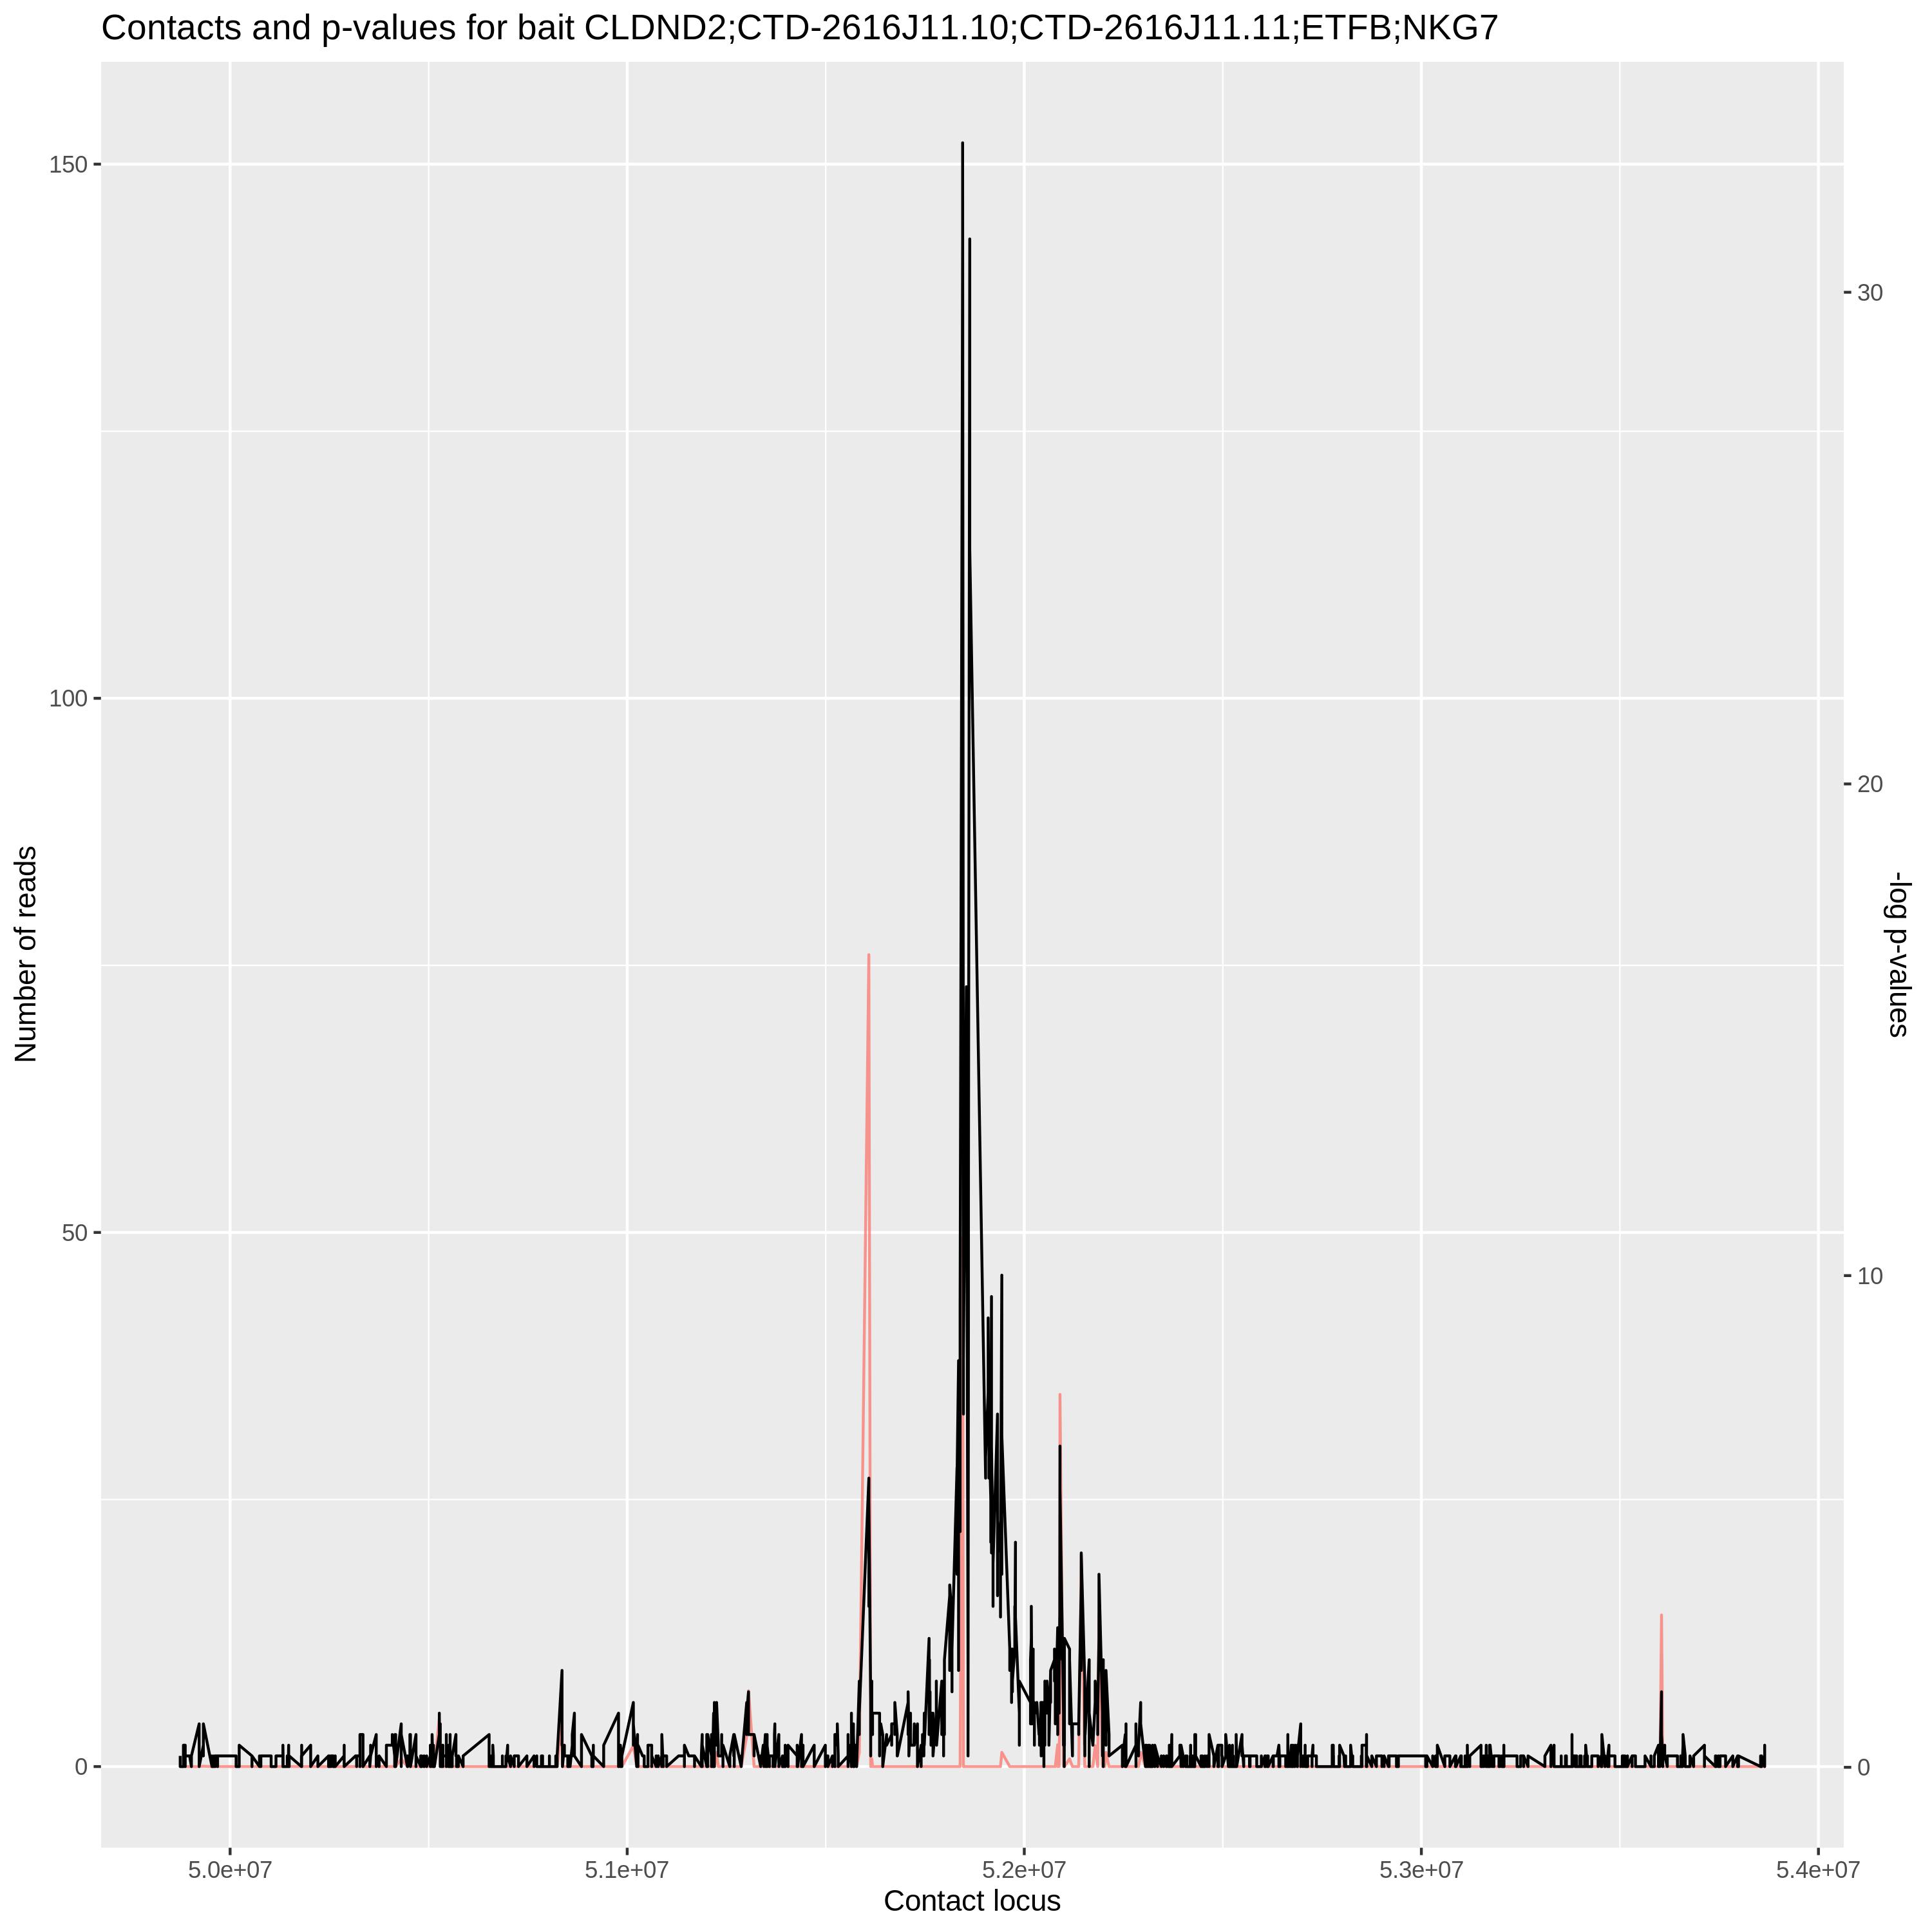 Contacts and p-values for bait CLDND2;CTD-2616J11.10;CTD-2616J11.11;ETFB;NKG7
150
100
50
0
Number of reads
30
20
10
0
-log p-values
5.0e+07
5.1e+07
5.2e+07
5.3e+07
5.4e+07
Contact locus